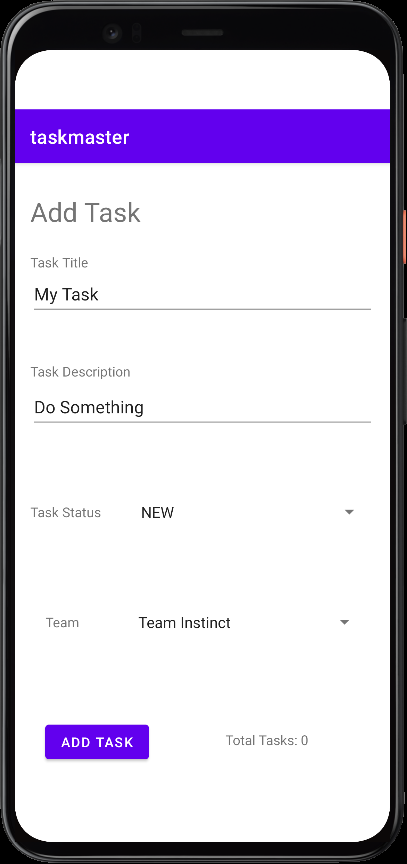 taskmaster
Add Task
Task Title
My Task
Task Description
Do Something
Task Status NEW
Team Team Instinct
ADD TASK Total Tasks: 0